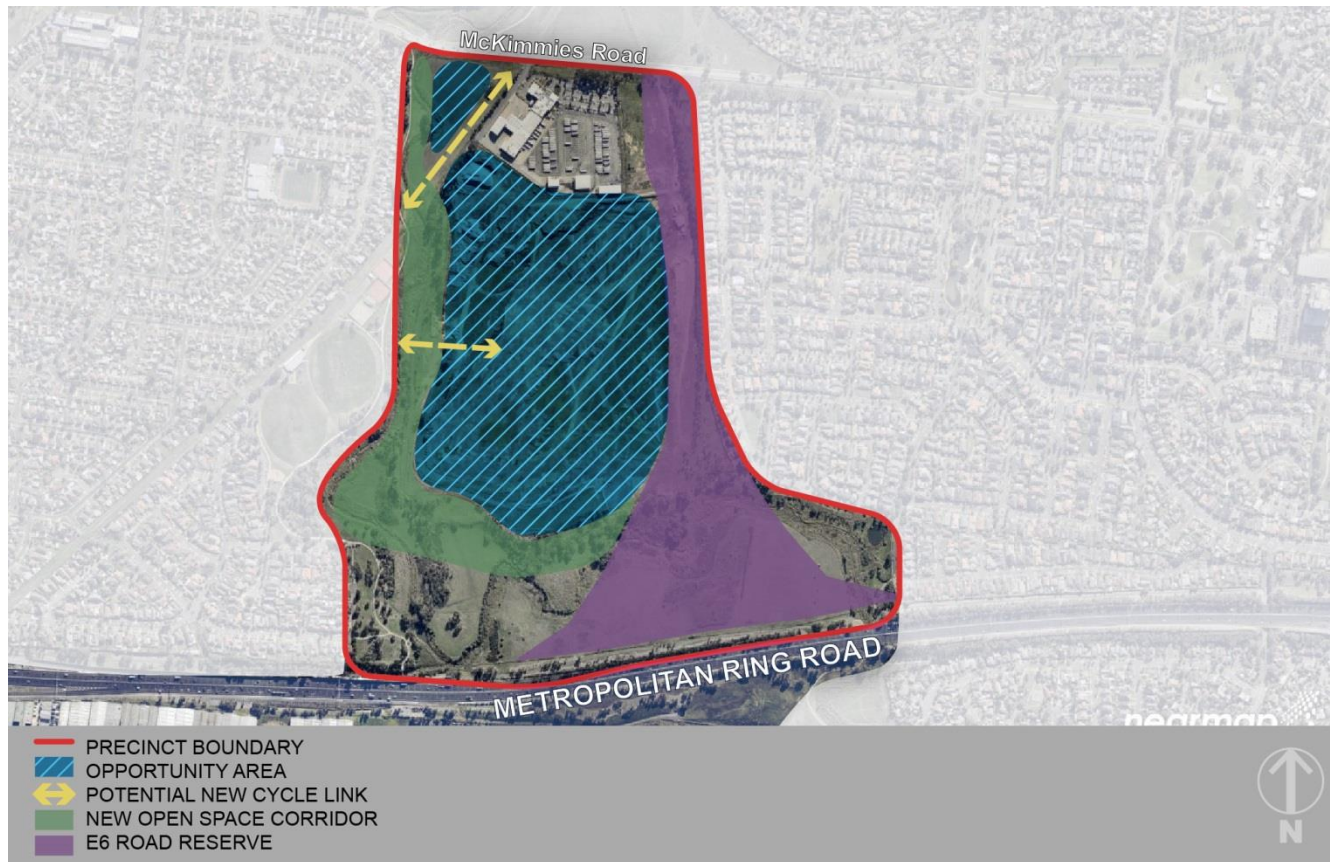 McKimmies Road
METROPOLITAN RING ROAD
nearmap
PRECINCT BOUNDARY
OPPORTUNITY AREA
POTENTIAL NEW CYCLE LINK
NEW OPEN SPACE CORRIDOR
E6 ROAD RESERVE
N